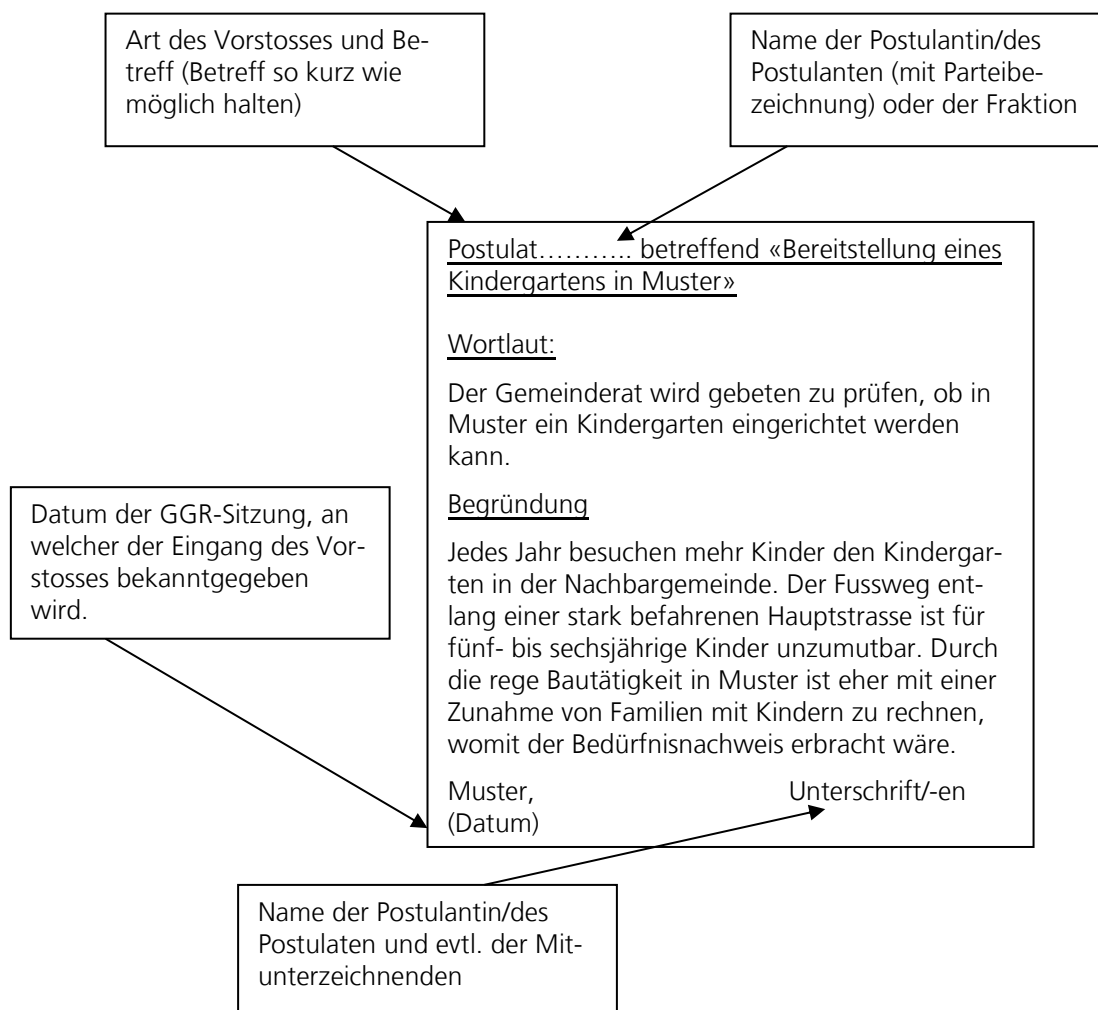 Art des Vorstosses und Be-
treff (Betreff so kurz wie
möglich halten)
Name der Postulantin/des
Postulanten (mit Parteibe-
zeichnung) oder der Fraktion
Postulat……….. betreffend «Bereitstellung eines
Kindergartens in Muster»
Wortlaut:
Der Gemeinderat wird gebeten zu prüfen, ob in
Muster ein Kindergarten eingerichtet werden
kann.
Begründung
Jedes Jahr besuchen mehr Kinder den Kindergar-
ten in der Nachbargemeinde. Der Fussweg ent-
lang einer stark befahrenen Hauptstrasse ist für
fünf- bis sechsjährige Kinder unzumutbar. Durch
die rege Bautätigkeit in Muster ist eher mit einer
Zunahme von Familien mit Kindern zu rechnen,
womit der Bedürfnisnachweis erbracht wäre.
Muster, Unterschrift/-en
(Datum)
Datum der GGR-Sitzung, an
welcher der Eingang des Vor-
stosses bekanntgegeben
wird.
Name der Postulantin/des
Postulaten und evtl. der Mit-
unterzeichnenden